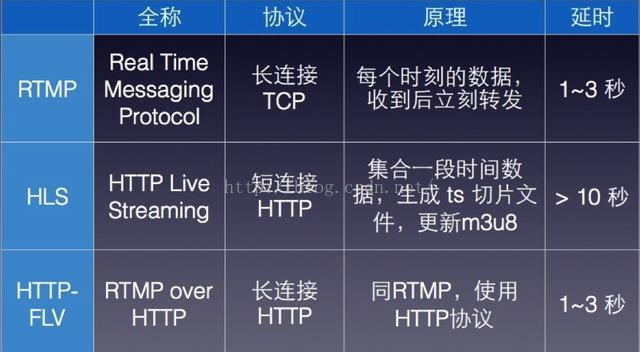 全称 协议 原理 延时
RTMP
Real Time
Messaging
Protocol
长连接
TCP
每个时刻的数据，
收到后立刻转发
1~3 秒
HLS
HTTP Live
Streaming
短连接
HTTP
集合一段时间数
据，生成 ts 切片文
件，更新m3u8
> 10 秒
http://blog.csdn.net/
HTTP-
FLV
RTMP over
HTTP
长连接
HTTP
同RTMP，使用
HTTP协议
1~3 秒